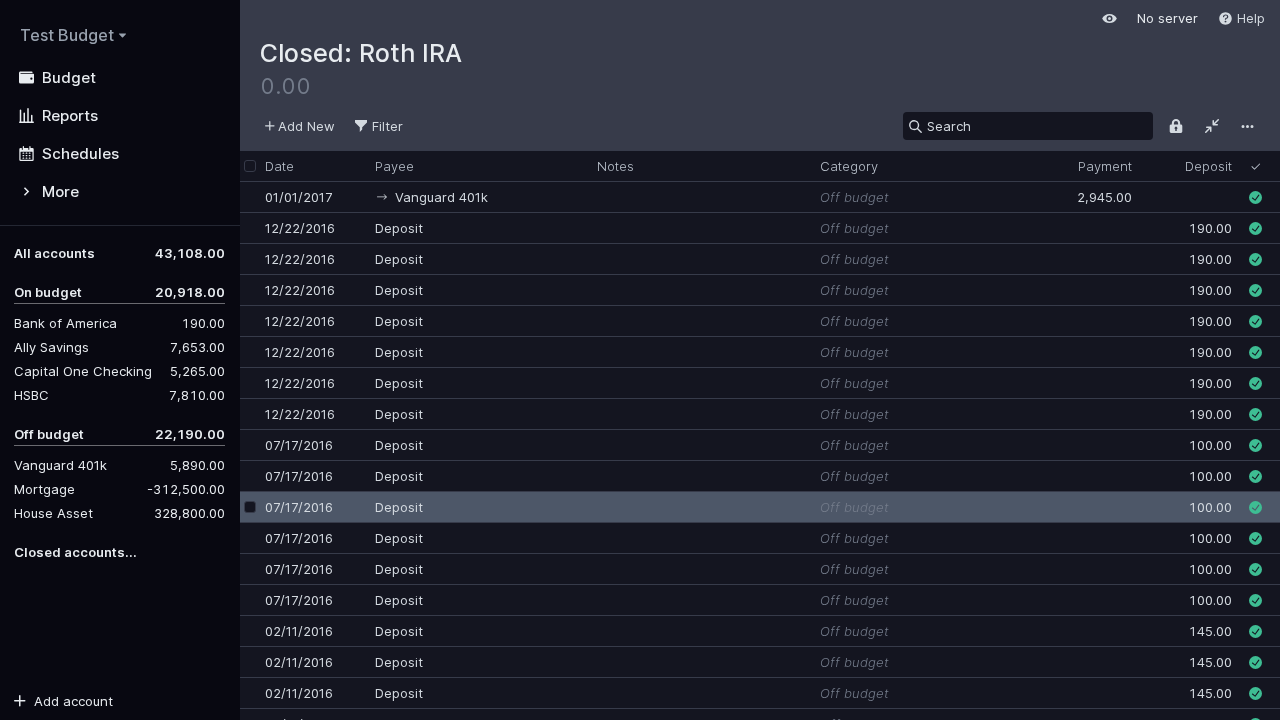 Test Budget
Budget
Reports
Schedules
More
All accounts 43,108.00
On budget 20,918.00
Bank of America 190.00
Ally Savings 7,653.00
Capital One Checking 5,265.00
HSBC 7,810.00
Off budget 22,190.00
Vanguard 401k 5,890.00
Mortgage -312,500.00
House Asset 328,800.00
Closed accounts...
Add account
No server Help
Closed: Roth IRA
0.00
Add New Filter Search
Date Payee Notes Category Payment Deposit
01/01/2017 → Vanguard 401k Off budget 2,945.00
12/22/2016 Deposit Off budget 190.00
12/22/2016 Deposit Off budget 190.00
12/22/2016 Deposit Off budget 190.00
12/22/2016 Deposit Off budget 190.00
12/22/2016 Deposit Off budget 190.00
12/22/2016 Deposit Off budget 190.00
12/22/2016 Deposit Off budget 190.00
07/17/2016 Deposit Off budget 100.00
07/17/2016 Deposit Off budget 100.00
07/17/2016 Deposit Off budget 100.00
07/17/2016 Deposit Off budget 100.00
07/17/2016 Deposit Off budget 100.00
07/17/2016 Deposit Off budget 100.00
02/11/2016 Deposit Off budget 145.00
02/11/2016 Deposit Off budget 145.00
02/11/2016 Deposit Off budget 145.00